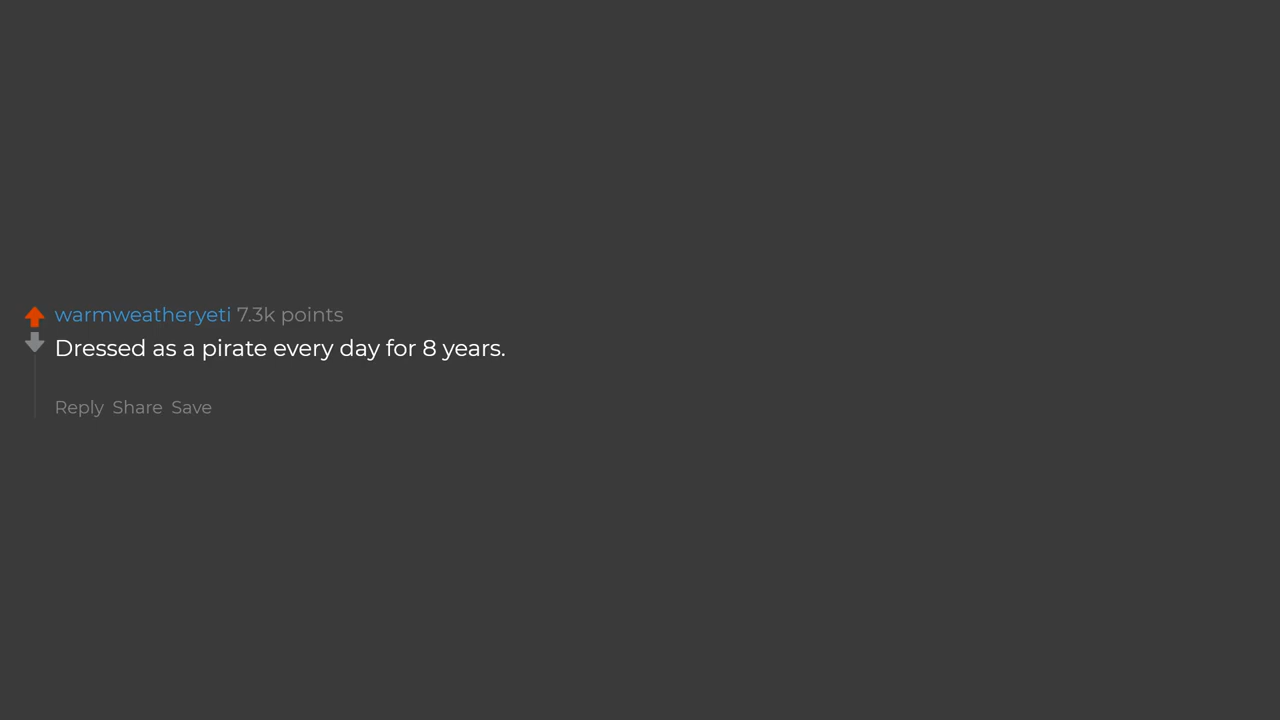 warmweatheryeti 7.3k points
Dressed as a pirate every day for 8 years.
Reply Share Save